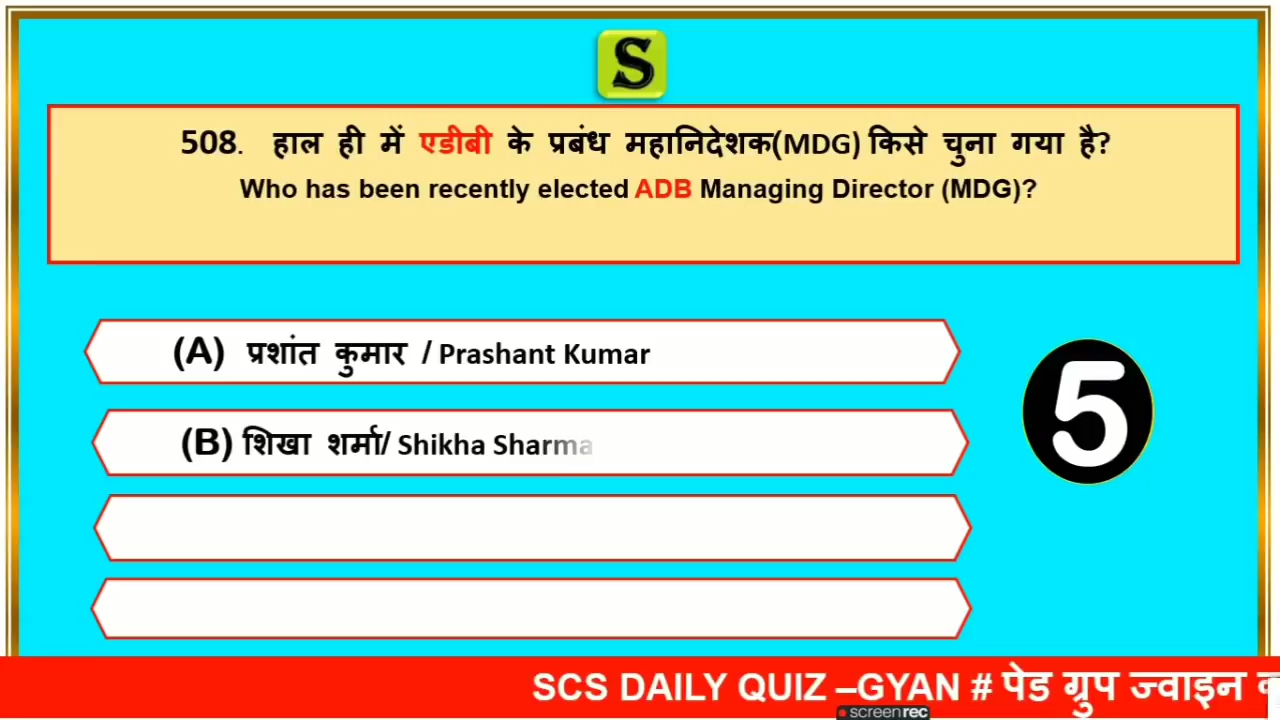 S
508. हाल ही में एडीबी के प्रबंध महानिदेशक(MDG) किसे चुना गया है?
Who has been recently elected ADB Managing Director (MDG)?
(A) प्रशांत कुमार / Prashant Kumar
(B) शिखा शर्मा/ Shikha Sharma
5
SCS DAILY QUIZ –GYAN # पेड ग्रुप ज्वाइन
screenrec